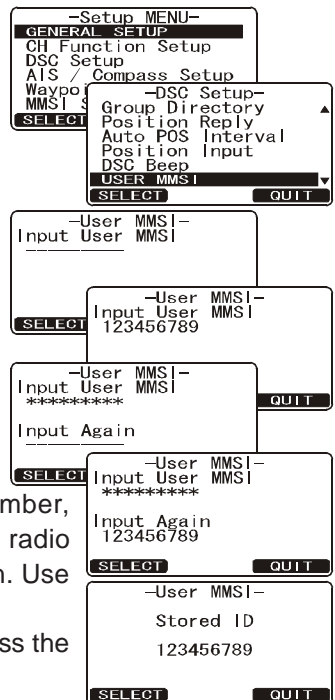 -Setup MENU-
GENERAL SETUP
CH Function Setup
DSC Setup
AIS / Compass Setup
MMSI
SELECT
-DSC Setup-
Group Directory
Position Reply
Auto POS Interval
Position Input
DSC Beep
USER MMSI
SELECT QUIT
-User MMSI-
Input User MMSI
SELECT
-User MMSI-
Input User MMSI
123456789
QUIT
-User MMSI-
Input User MMSI
*********
Input Again
SELECT
-User MMSI-
Input User MMSI
*********
Input Again
123456789
SELECT QUIT
mber,
radio
n. Use
ss the
-User MMSI-
Stored ID
123456789
SELECT QUIT